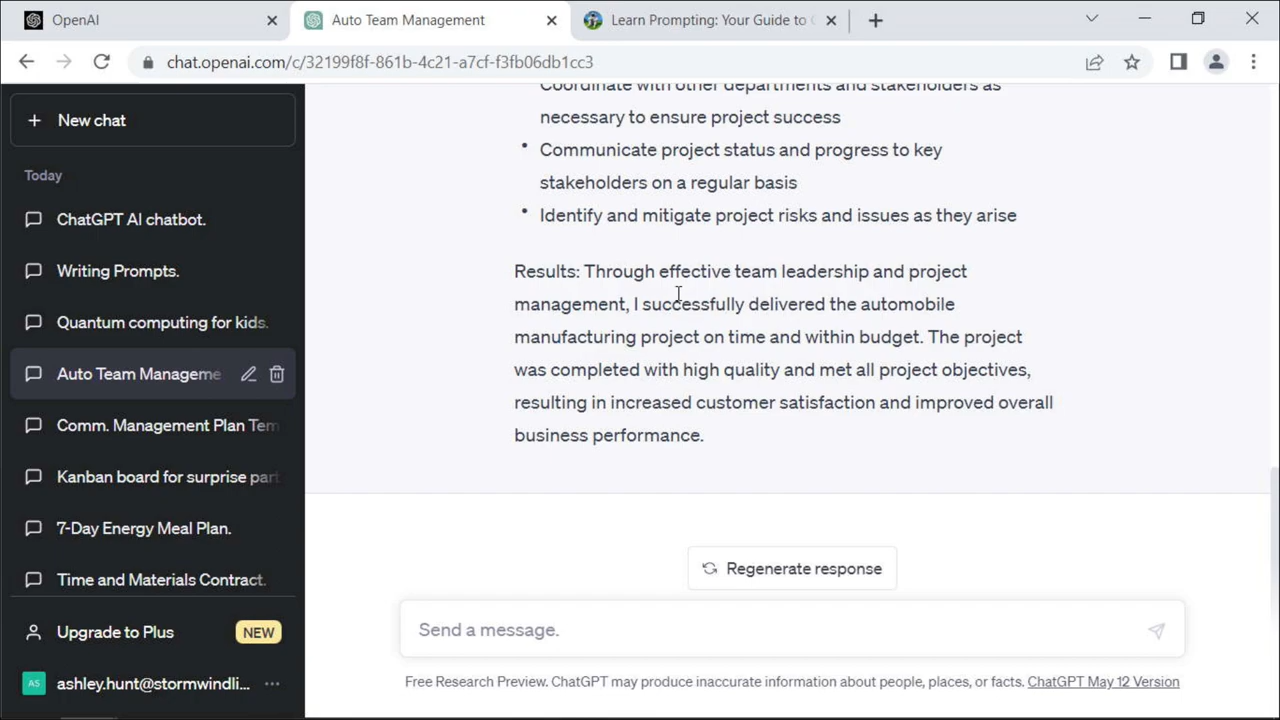 OpenAI
Auto Team Management
Learn Prompting: Your Guide to
chat.openai.com/c/32199f8f-861b-4c21-a7cf-f3fb06db1cc3
New chat
Today
ChatGPT AI chatbot.
Writing Prompts.
Quantum computing for kids.
Auto Team Manageme
Comm. Management Plan Tem
Kanban board for surprise part
7-Day Energy Meal Plan.
Time and Materials Contract.
Upgrade to Plus NEW
AS ashley.hunt@stormwindli...
Coordinate with other departments and stakeholders as
necessary to ensure project success
• Communicate project status and progress to key
stakeholders on a regular basis
• Identify and mitigate project risks and issues as they arise
Results: Through effective team leadership and project
management, I successfully delivered the automobile
manufacturing project on time and within budget. The project
was completed with high quality and met all project objectives,
resulting in increased customer satisfaction and improved overall
business performance.
Regenerate response
Send a message.
Free Research Preview. ChatGPT may produce inaccurate information about people, places, or facts. ChatGPT May 12 Version